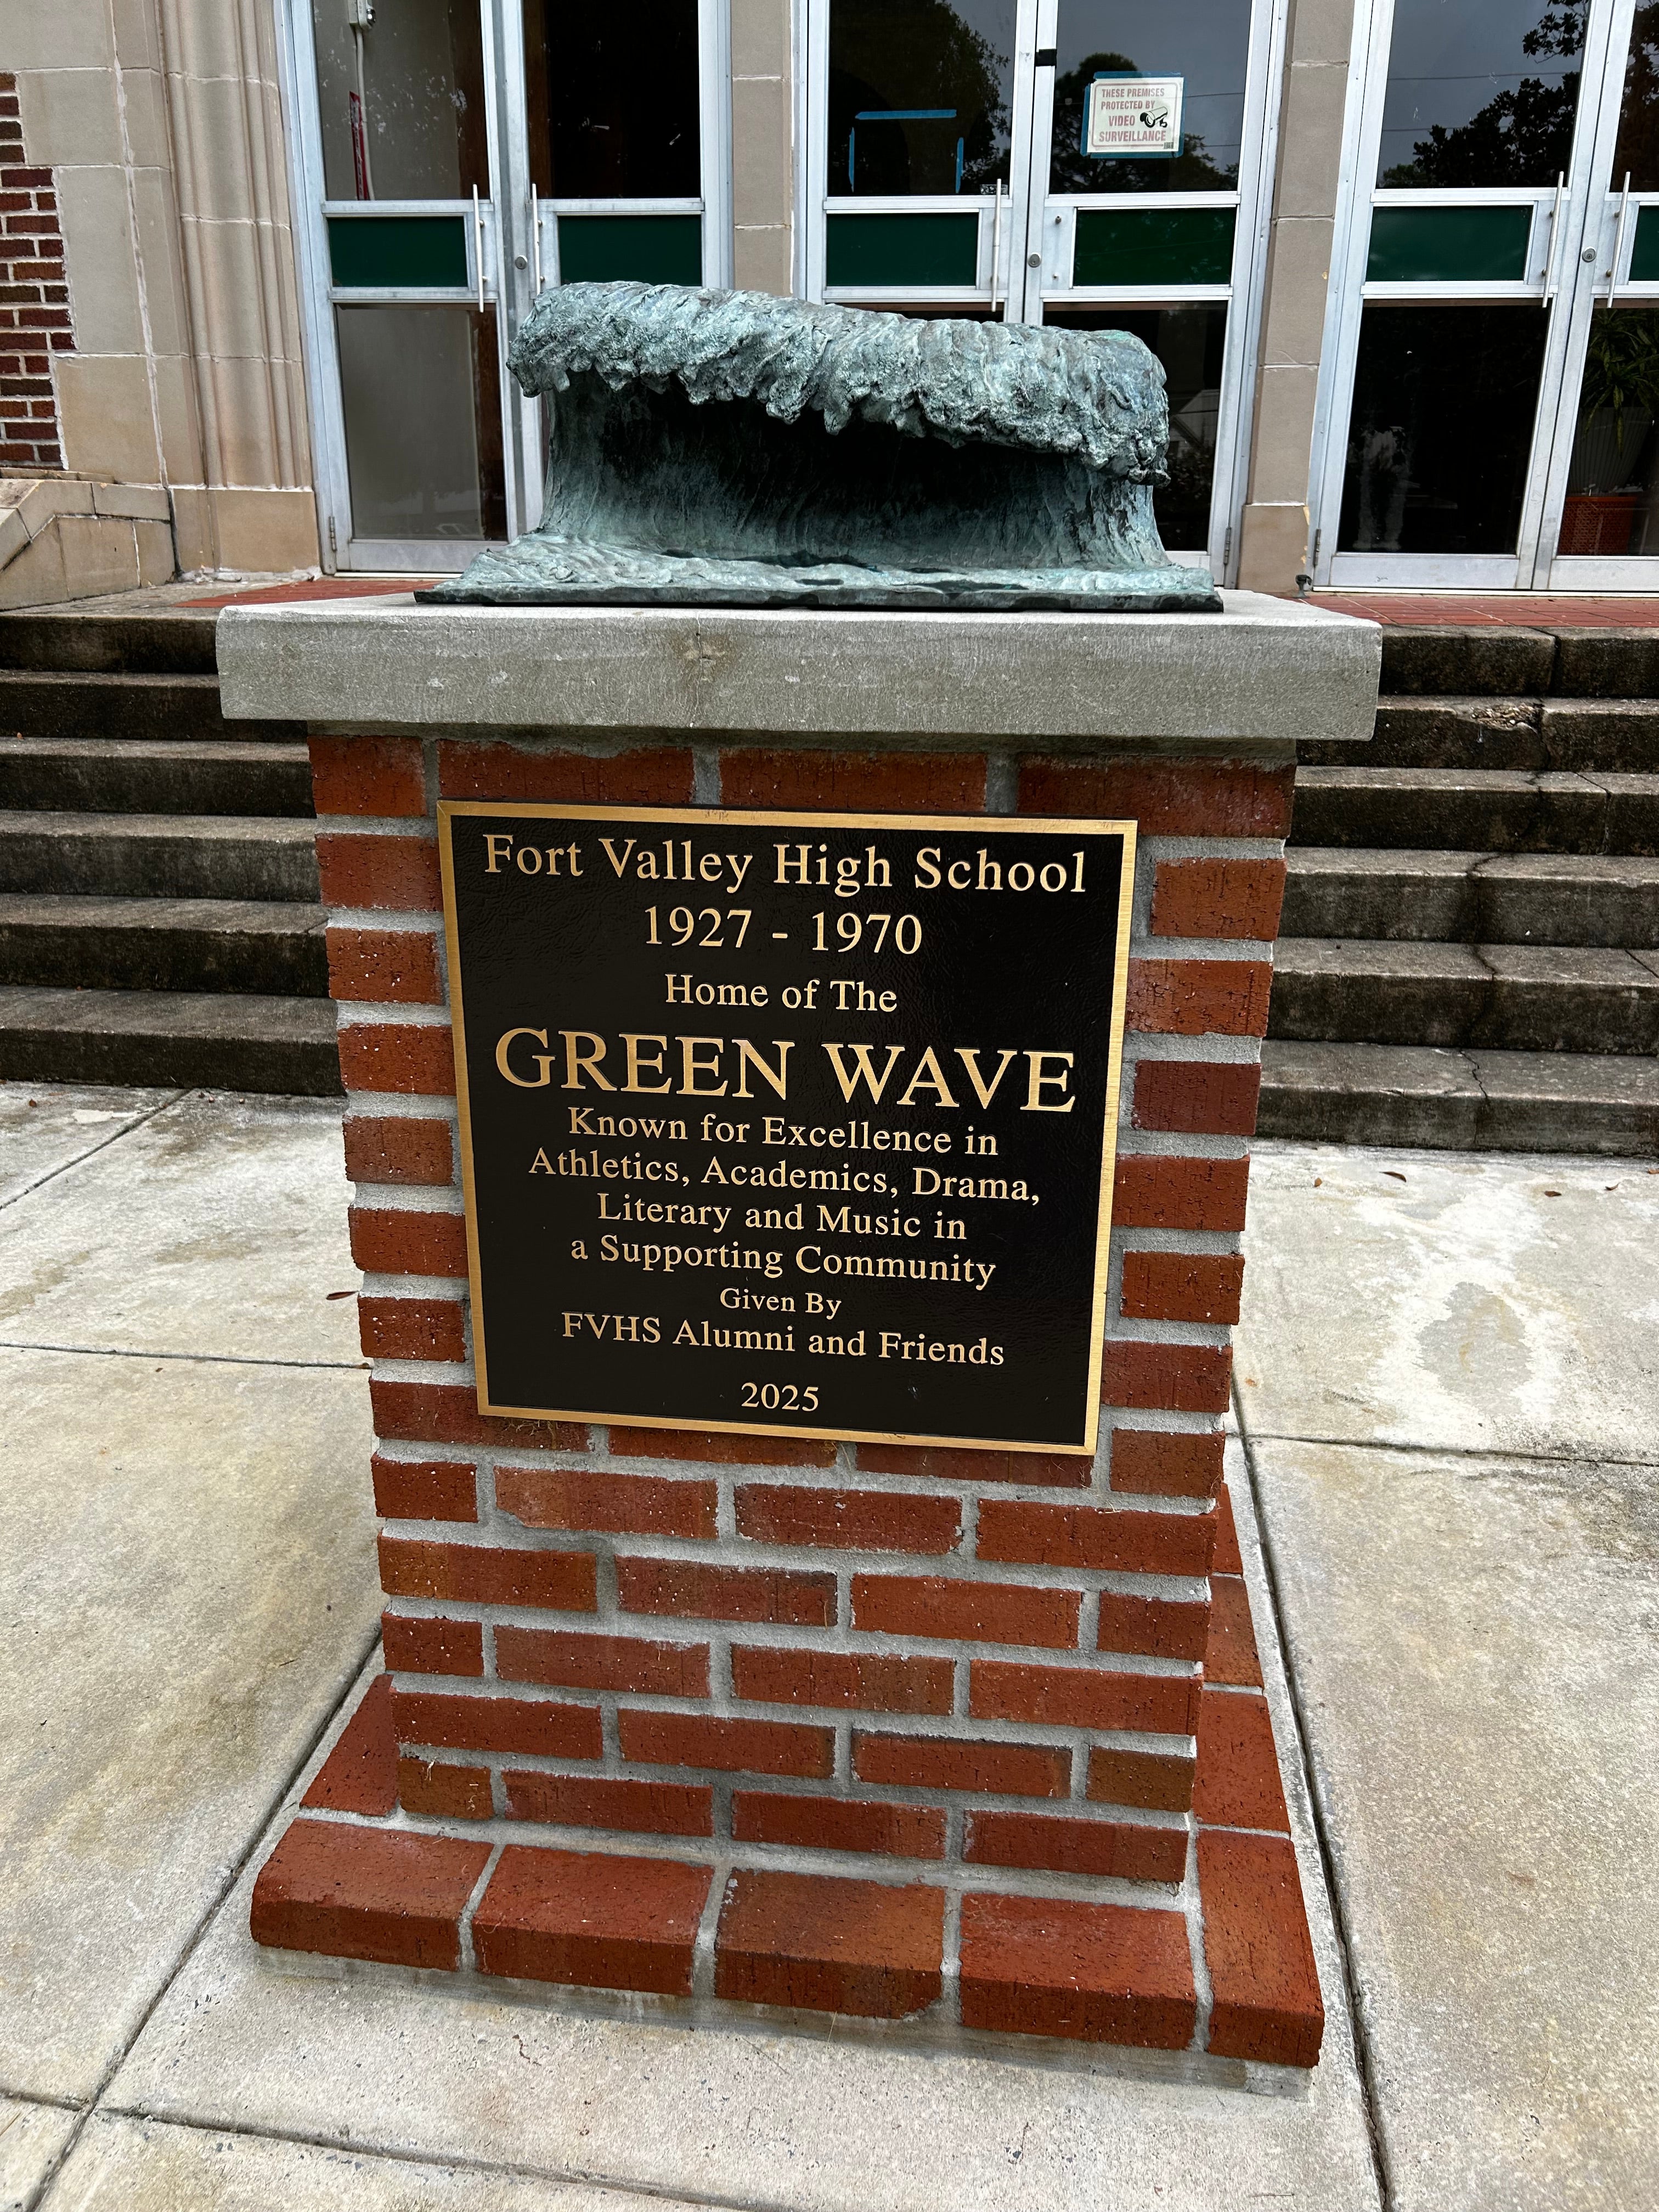 THESE PREMISES
PROTECTED BY
VIDEO
SURVEILLANCE
Fort Valley High School
1927 - 1970
Home of The
GREEN WAVE
Known for Excellence in
Athletics, Academics, Drama,
Literary and Music in
a Supporting Community
Given By
FVHS Alumni and Friends
2025